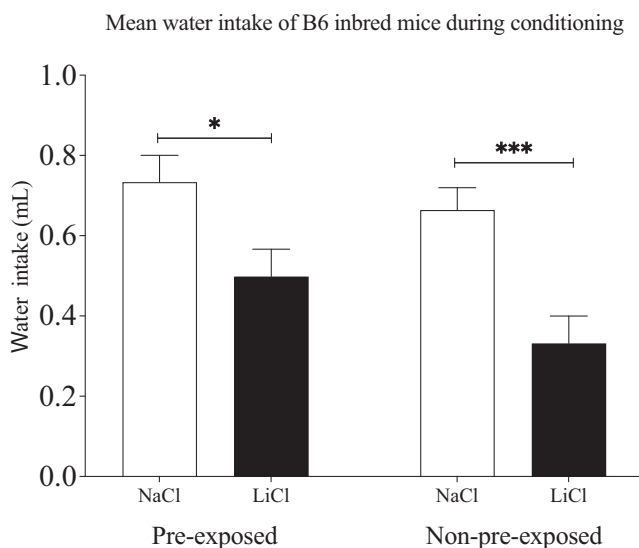 Mean water intake of B6 inbred mice during conditioning
Water intake (mL)
1.0
0.8
0.6
0.4
0.2
0.0
*
***
NaCl LiCl NaCl LiCl
Pre-exposed Non-pre-exposed